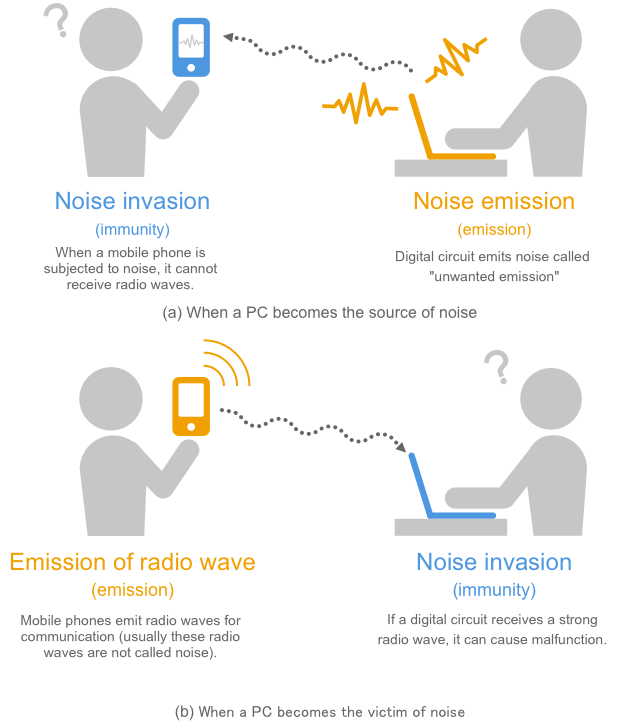 ?
Noise invasion
(immunity)
When a mobile phone is
subjected to noise, it cannot
receive radio waves.
Noise emission
(emission)
Digital circuit emits noise called
"unwanted emission"
(a) When a PC becomes the source of noise
?
Emission of radio wave
(emission)
Mobile phones emit radio waves for
communication (usually these radio
waves are not called noise).
Noise invasion
(immunity)
If a digital circuit receives a strong
radio wave, it can cause malfunction.
(b) When a PC becomes the victim of noise